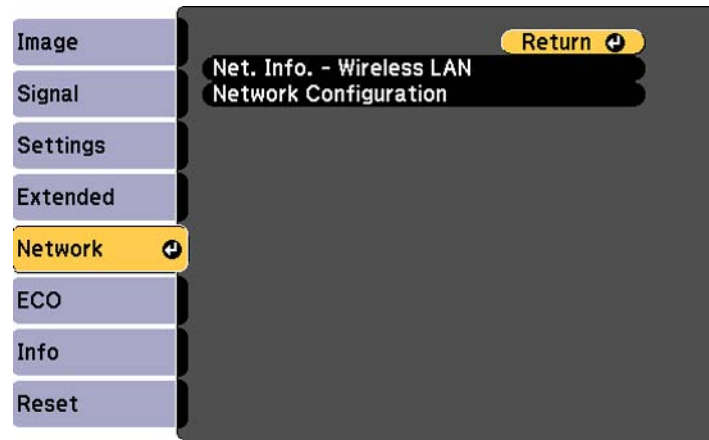 Image
Signal
Settings
Extended
Network
ECO
Info
Reset
Return
Net. Info. - Wireless LAN
Network Configuration